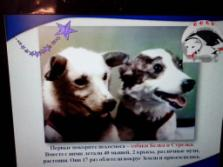 Первые покорители космоса – собаки Белка и Стрелка.
Вместе с ними летали 40 мышей, 2 крысы, различные мухи,
растения. Они 17 раз облетели вокруг Земли и приземлились.